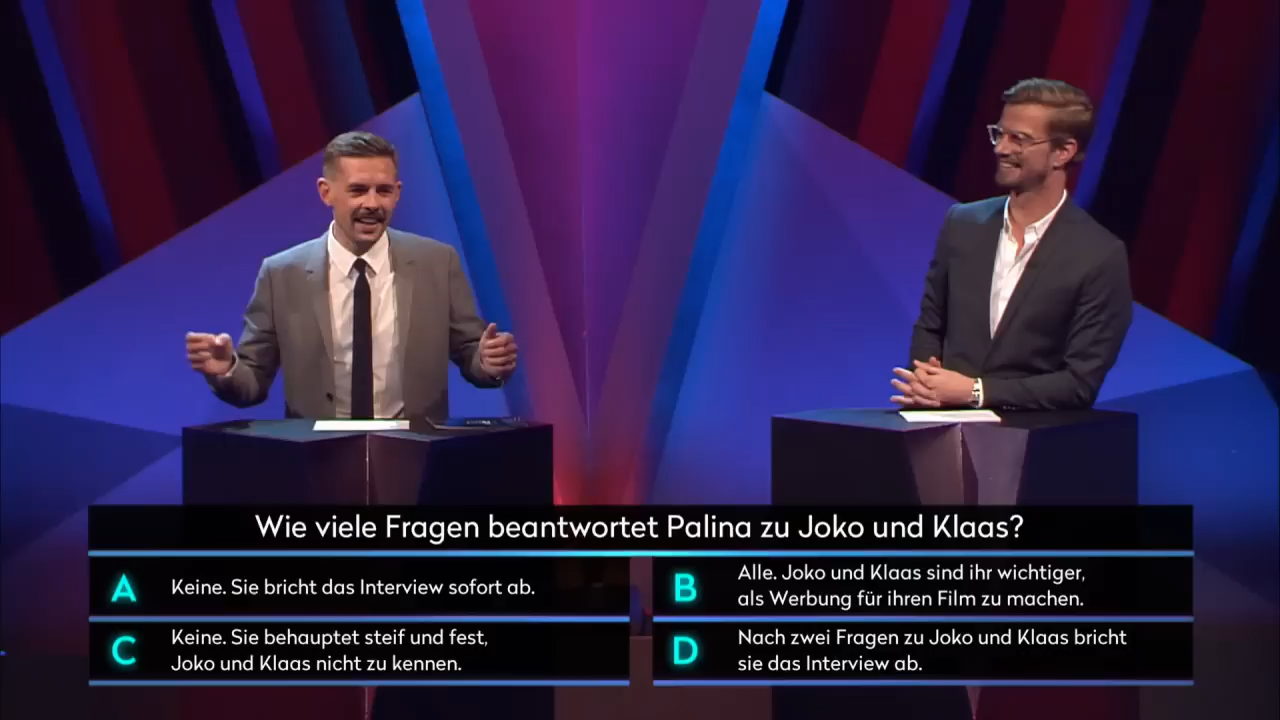 Wie viele Fragen beantwortet Palina zu Joko und Klaas?
A Keine. Sie bricht das Interview sofort ab.
B Alle. Joko und Klaas sind ihr wichtiger,
als Werbung für ihren Film zu machen.
C Keine. Sie behauptet steif und fest,
Joko und Klaas nicht zu kennen.
D Nach zwei Fragen zu Joko und Klaas bricht
sie das Interview ab.